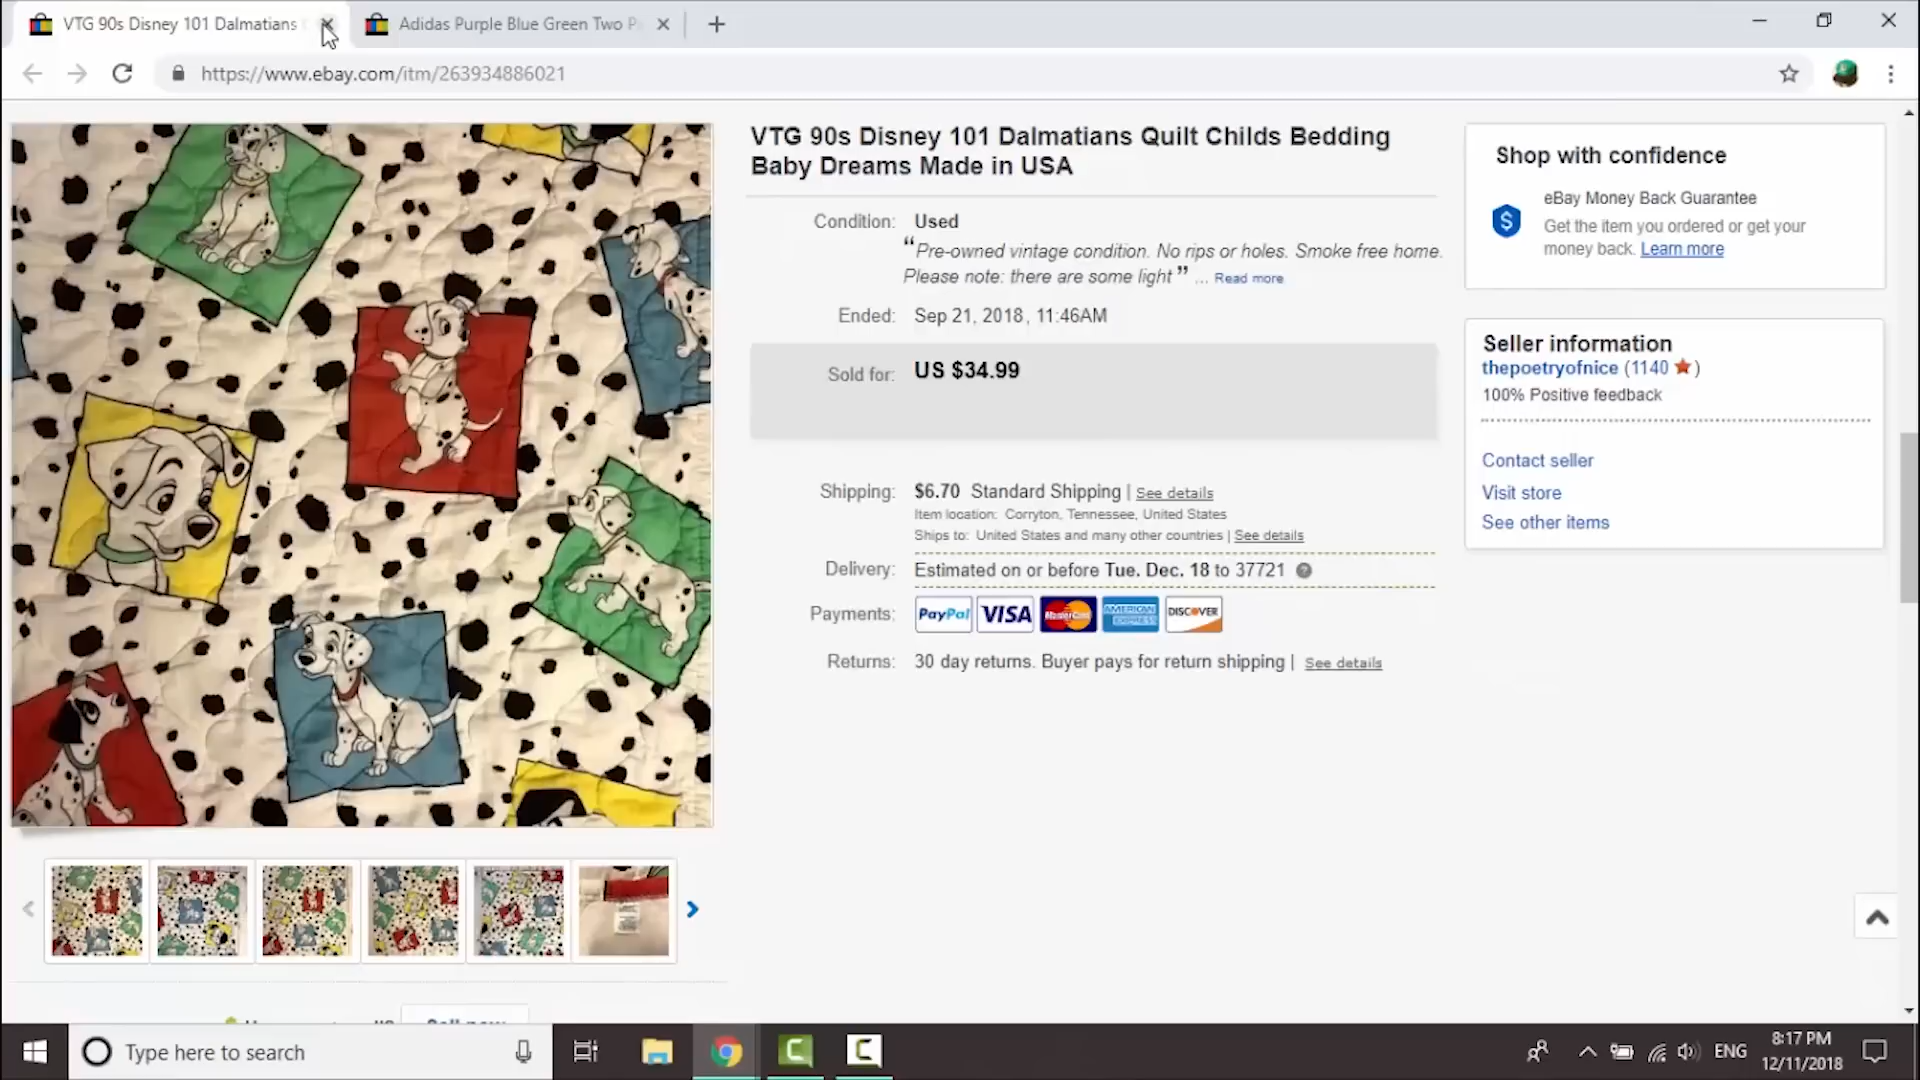 VTG 90s Disney 101 Dalmatians
Adidas Purple Blue Green Two P
https://www.ebay.com/itm/263934886021
VTG 90s Disney 101 Dalmatians Quilt Childs Bedding
Baby Dreams Made in USA
Condition: Used
“Pre-owned vintage condition. No rips or holes. Smoke free home.
Please note: there are some light” ... Read more
Ended: Sep 21, 2018, 11:46AM
Sold for: US $34.99
Shipping: $6.70 Standard Shipping | See details
Item location: Corryton, Tennessee, United States
Ships to: United States and many other countries | See details
Delivery: Estimated on or before Tue. Dec. 18 to 37721
Payments: PayPal VISA MasterCard AMERICAN EXPRESS DISCOVER
Returns: 30 day returns. Buyer pays for return shipping | See details
Shop with confidence
eBay Money Back Guarantee
Get the item you ordered or get your
money back. Learn more
Seller information
thepoetryofnice (1140 ★)
100% Positive feedback
Contact seller
Visit store
See other items
Type here to search
ENG
8:17 PM
12/11/2018